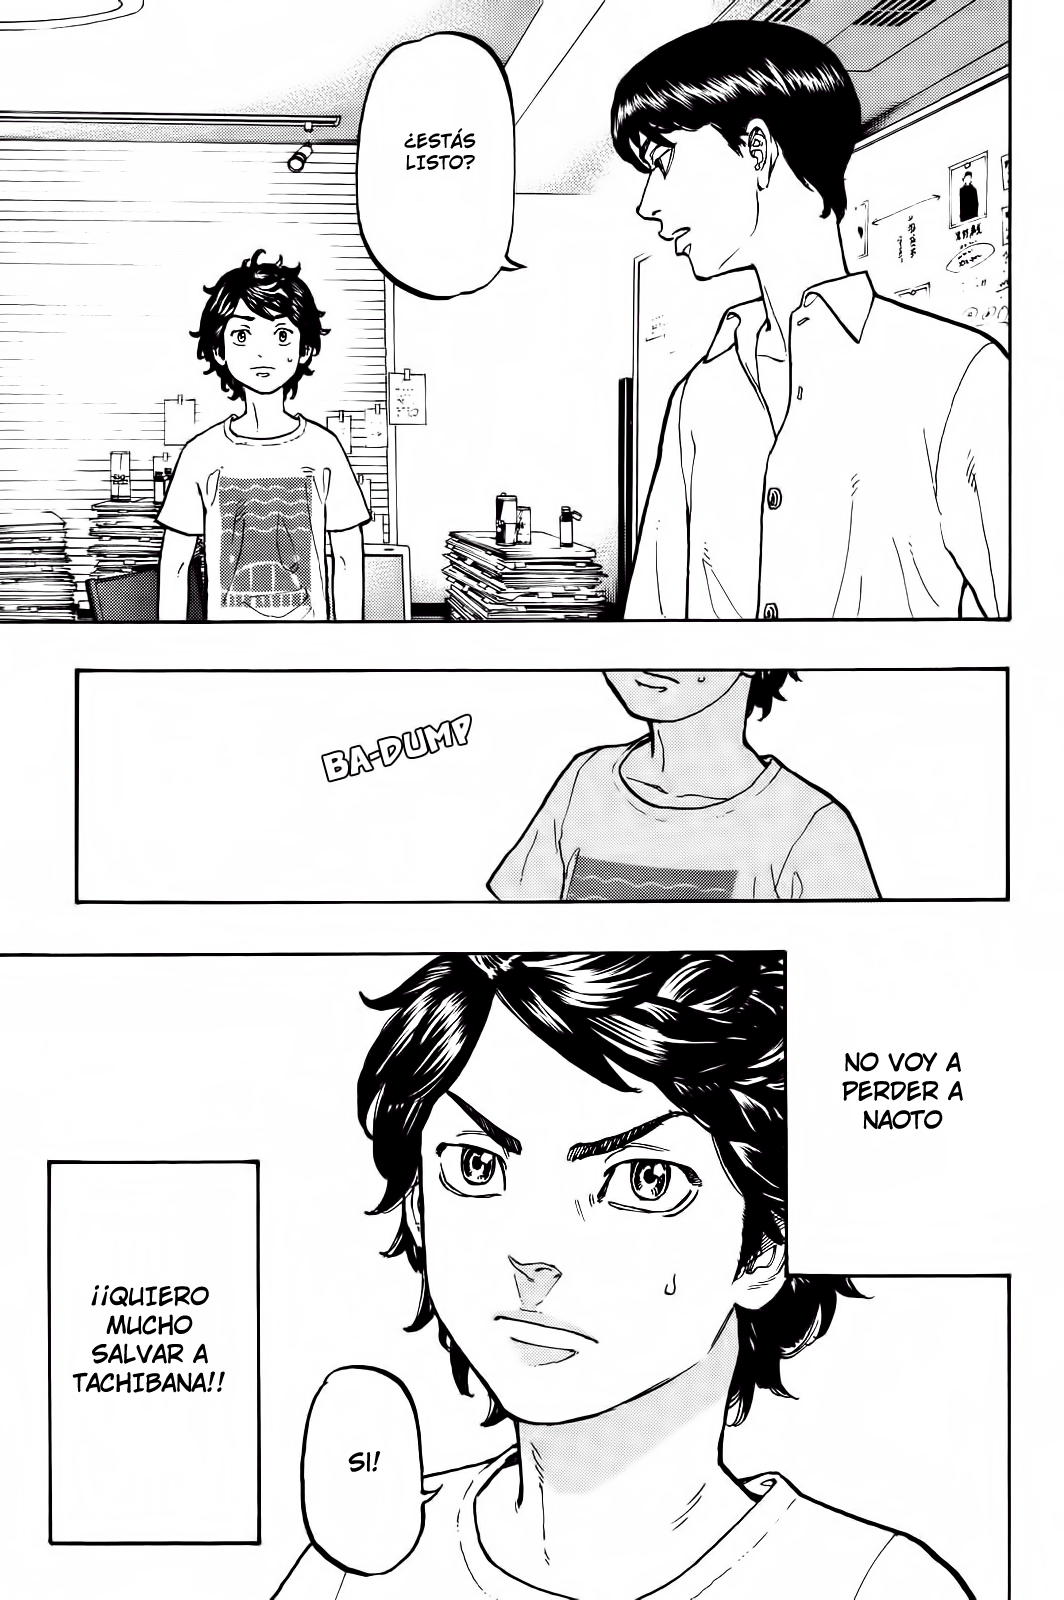 ¿ESTÁS
LISTO?
BA-DUMP
NO VOY A
PERDER A
NAOTO
¡¡QUIERO
MUCHO
SALVAR A
TACHIBANA!!
SI!